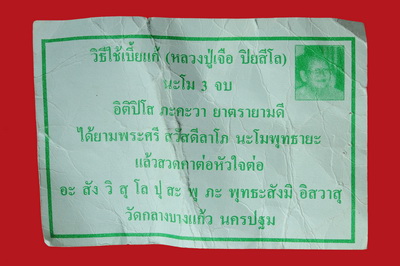 วิธีใช้เบี้ยแก้ (หลวงปู่เจือ ปิยสีโล)
นะโม 3 จบ
อิติปิโส ภะคะวา ยาตรายามดี
ได้ยามพระศรี สวัสดีลาโภ นะโมพุทธายะ
แล้วสวดคาต่อหัวใจต่อ
อะ สัง วิ สุ โล ปุ สะ พุ ภะ พุทธะสังมิ อิสวาสุ
วัดกลางบางแก้ว นครปฐม